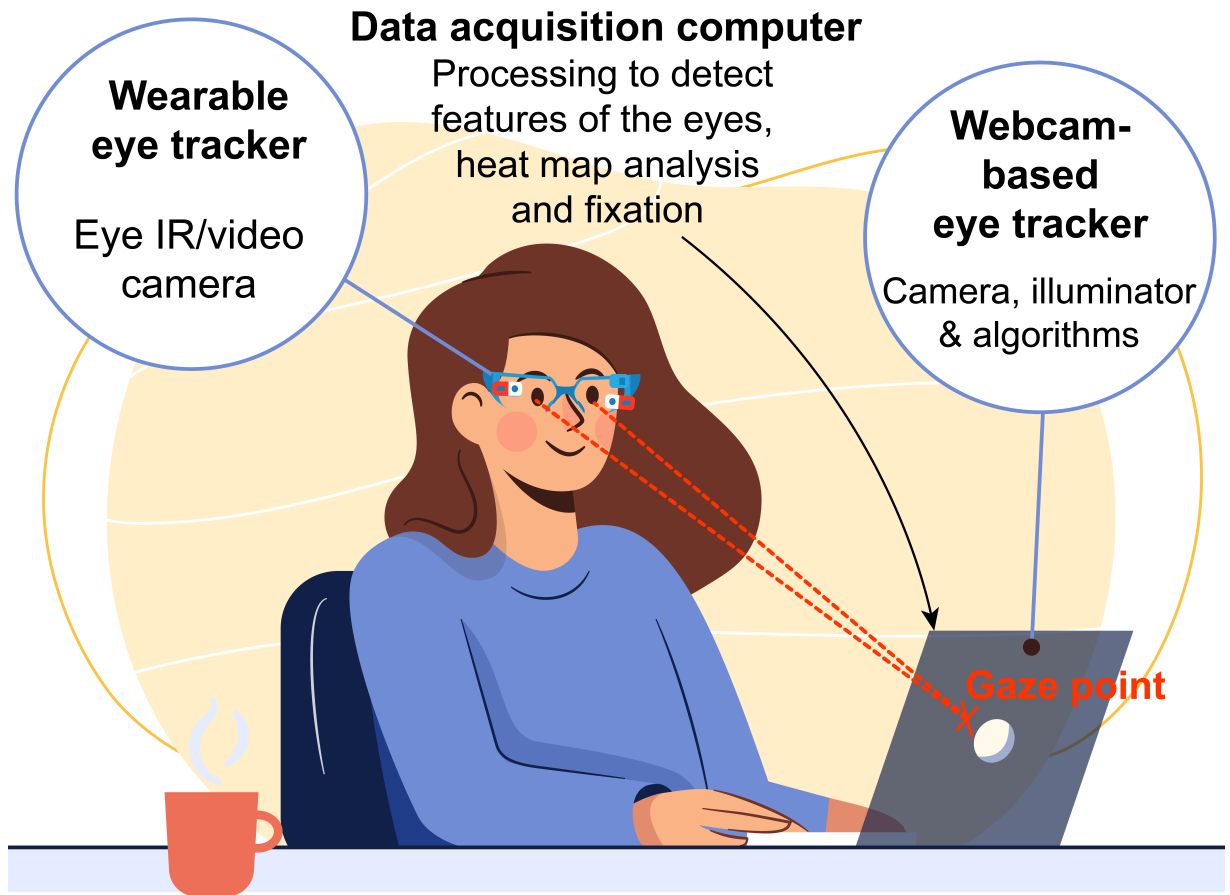 Data acquisition computer
Processing to detect
features of the eyes,
heat map analysis
and fixation
Wearable
eye tracker
Eye IR/video
camera
Webcam-
based
eye tracker
Camera, illuminator
& algorithms
Gaze point
X